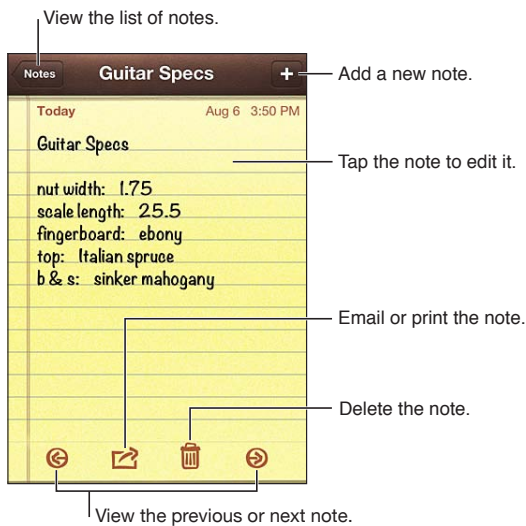 View the list of notes.
Notes
Guitar Specs
+
Add a new note.
Today
Aug 6 3:50 PM
Guitar Specs
Tap the note to edit it.
nut width: 1.75
scale length: 25.5
fingerboard: ebony
top: Italian spruce
b & s: sinker mahogany
Email or print the note.
Delete the note.
View the previous or next note.